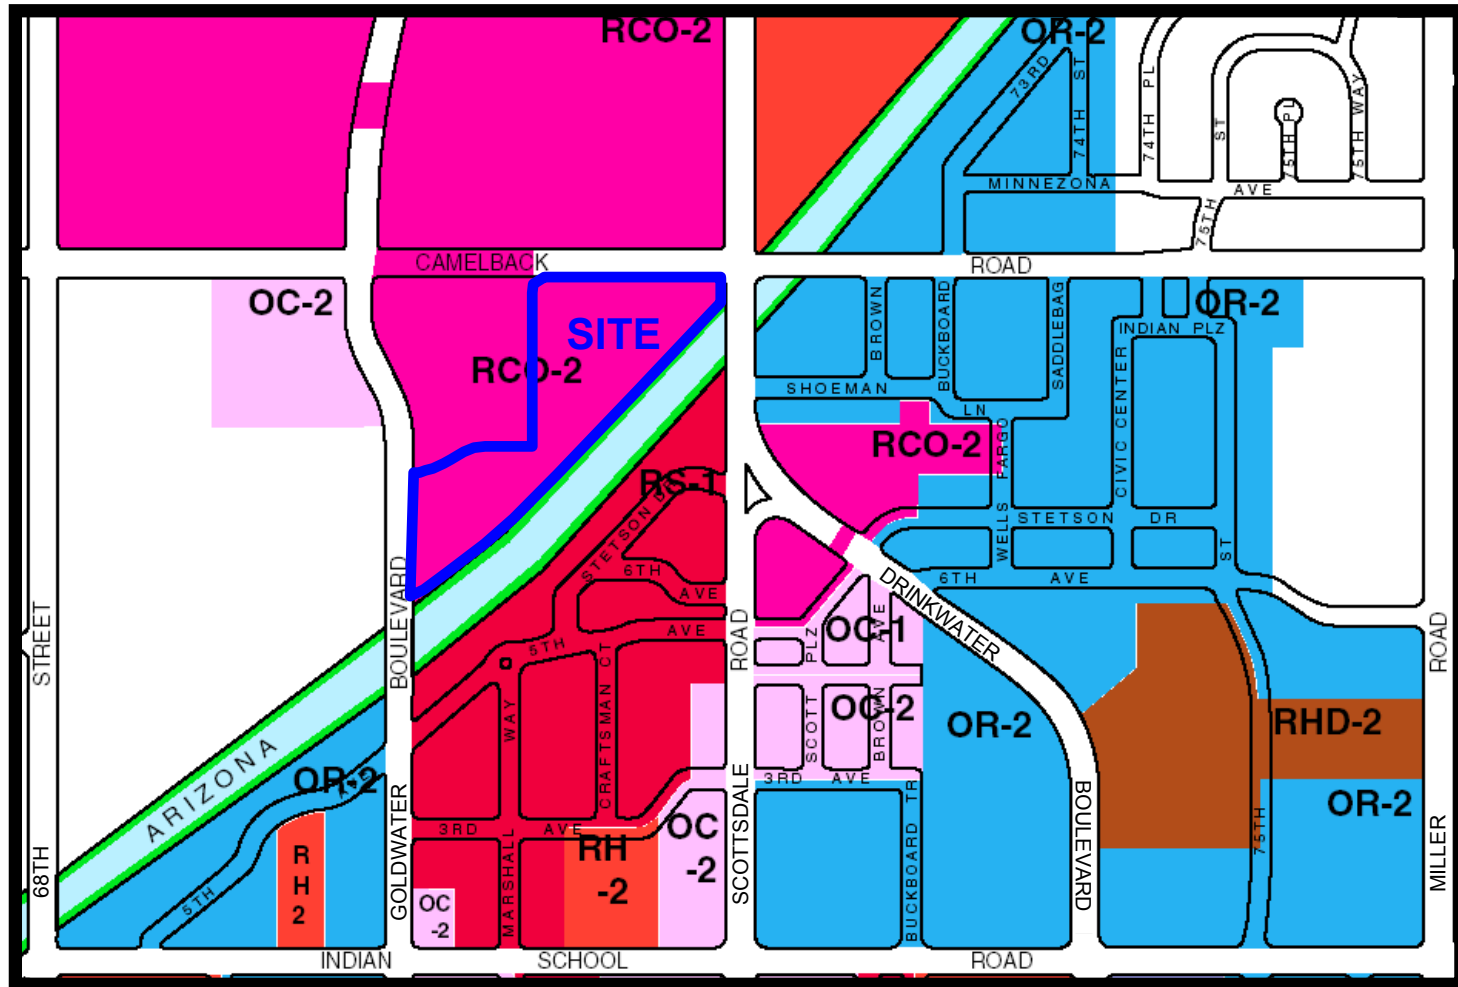 RCO-2
OR-2
73RD
74TH ST
74TH PL
ST
75TH PL
75TH WAY
MINNEZONA
AVE
75TH
CAMELBACK
ROAD
OC-2
SITE
RCO-2
BROWN
BUCKBOARD
SADDLEBAG
OR-2
INDIAN PLZ
CIVIC CENTER
SHOEMAN
LN
RCO-2
WELLS FARGO
RS-1
STETSON DR
STETSON DR
ST
6TH
AVE
6TH AVE
DRINKWATER
BOULEVARD
5TH
AVE
ROAD
PLZ
OC-1
AVE
STREET
ROAD
OC-2
SCOTT
BROWN
OR-2
RHD-2
WAY
CRAFTSMAN CT
ARIZONA
OR-2
3RD AVE
BUCKBOARD TR
BOULEVARD
OR-2
GOLDWATER
3RD
AVE
OC
-2
SCOTTSDALE
75TH
MILLER
68TH
5TH
R
H
2
RH
-2
OC
-2
MARSHALL
INDIAN
SCHOOL
ROAD